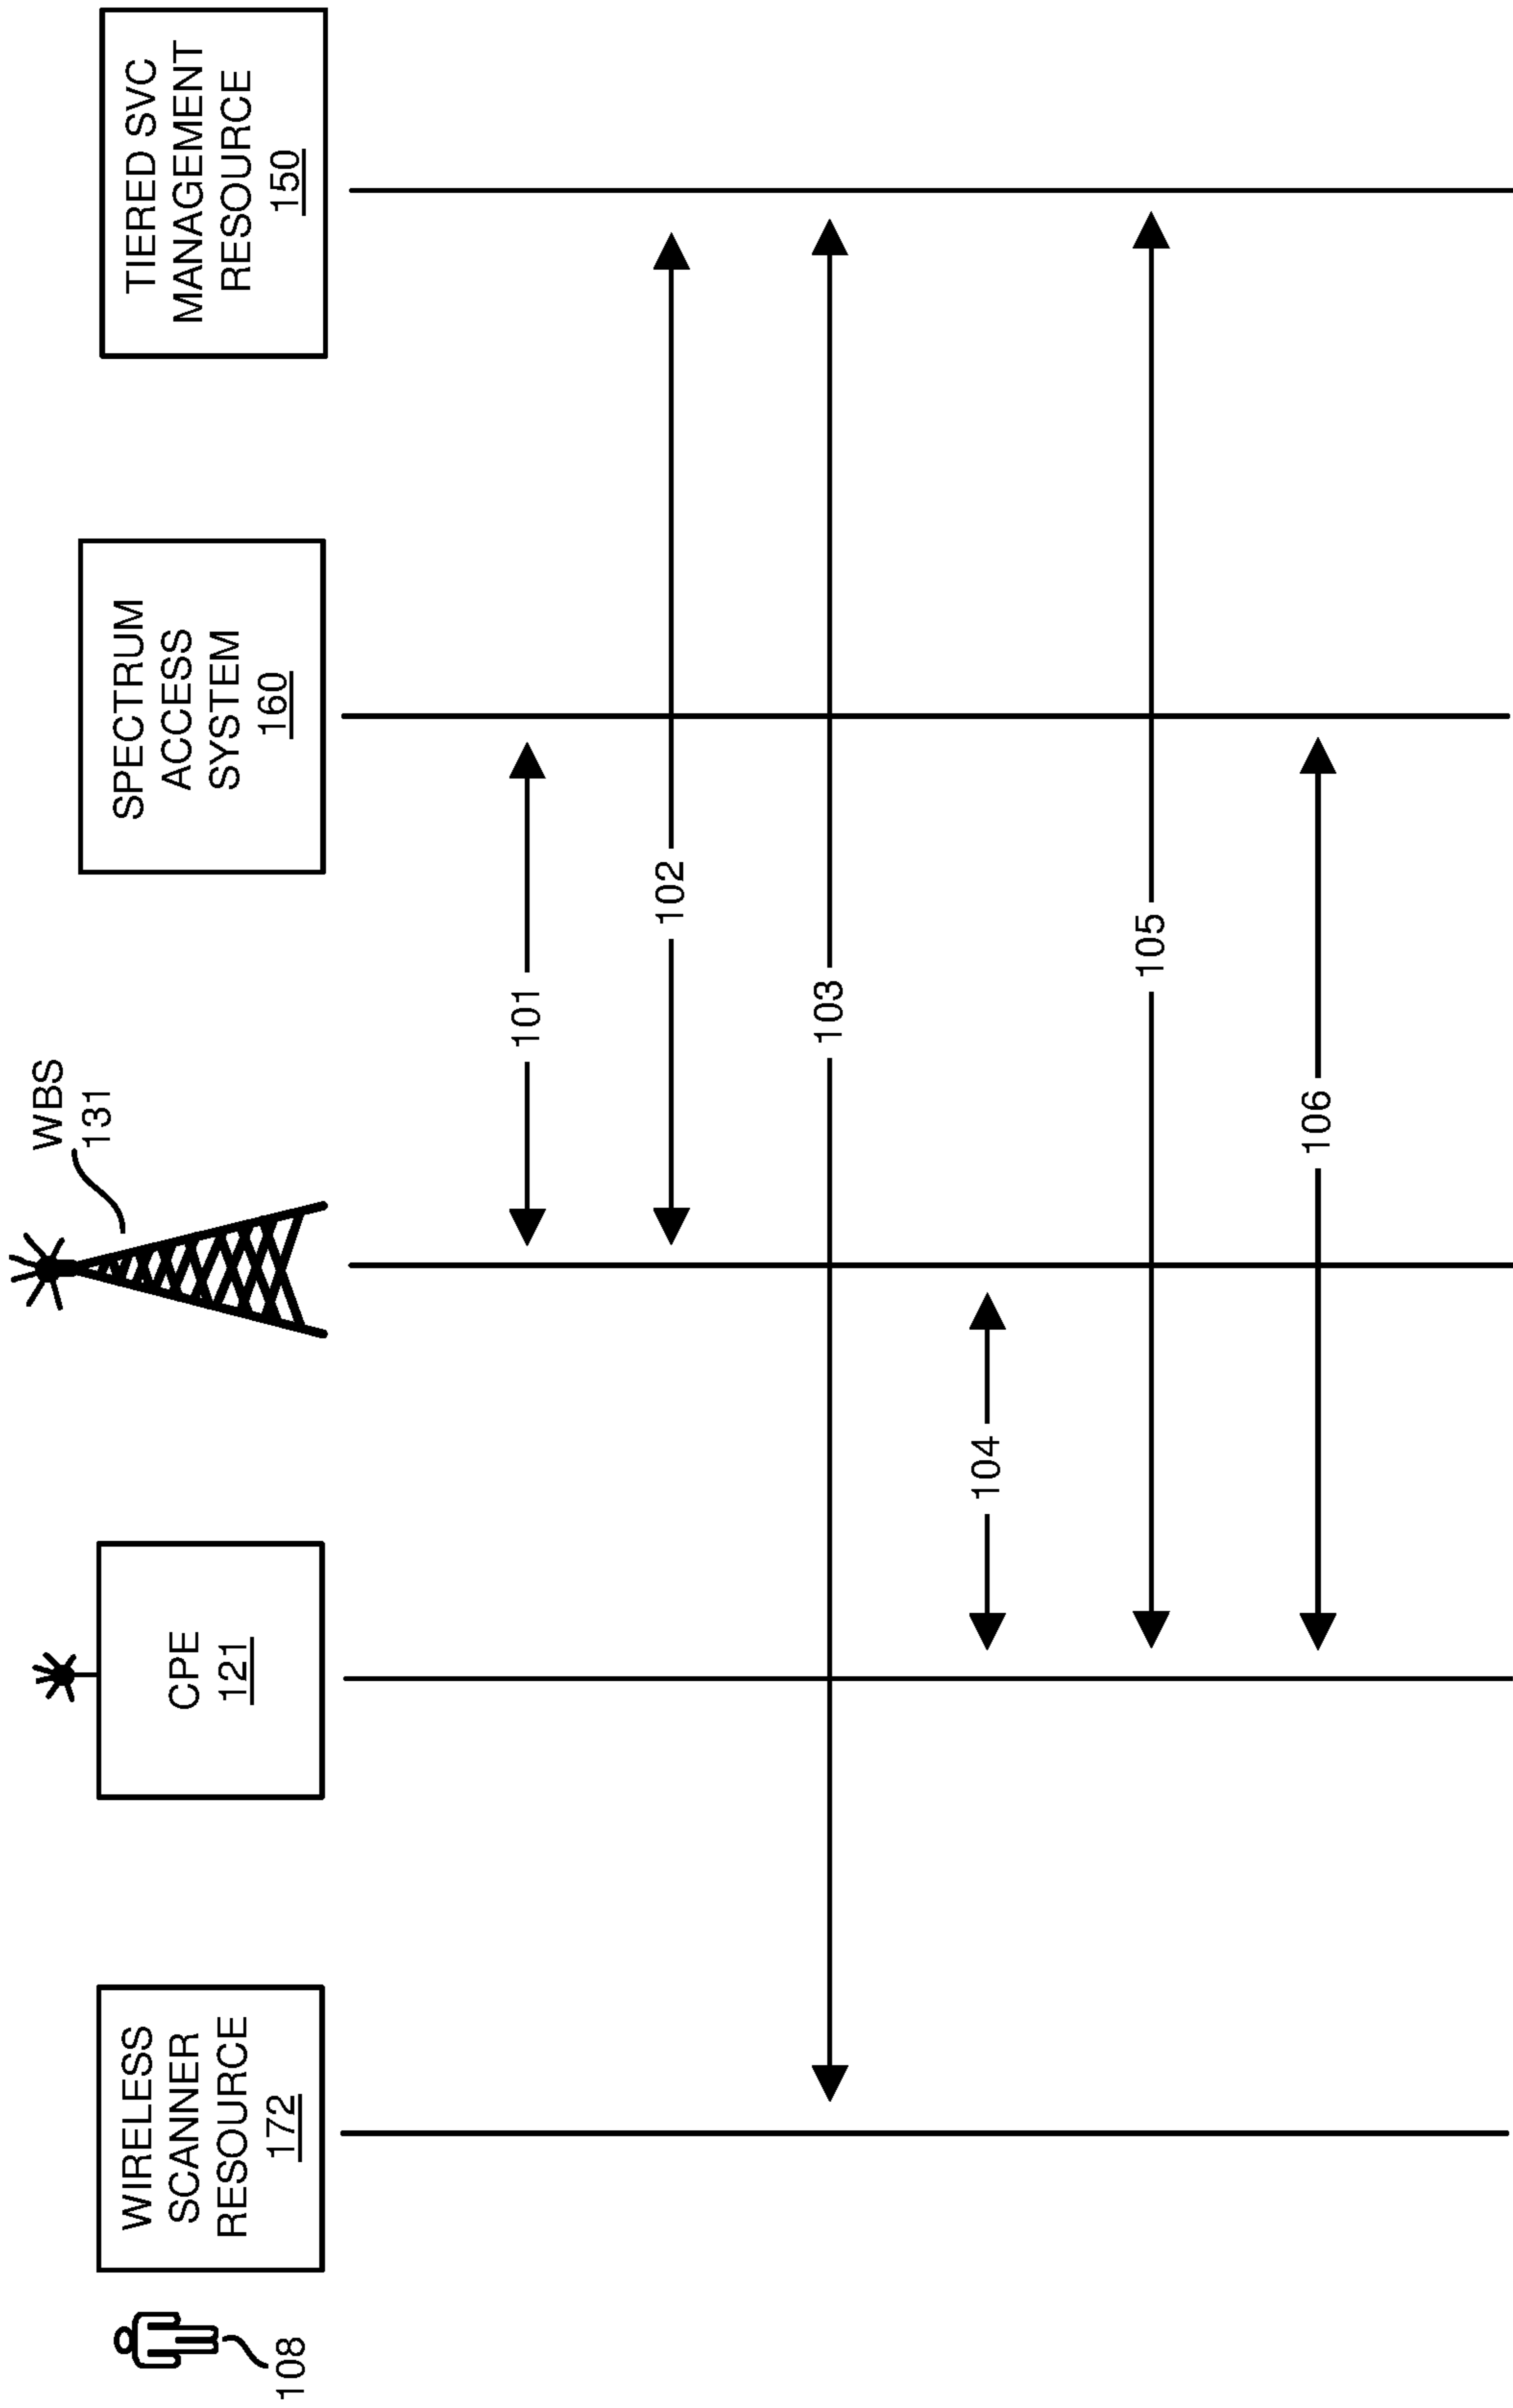 108
WIRELESS
SCANNER
RESOURCE
172
CPE
121
WBS
131
SPECTRUM
ACCESS
SYSTEM
160
TIERED SVC
MANAGEMENT
RESOURCE
150
101
102
103
104
105
106